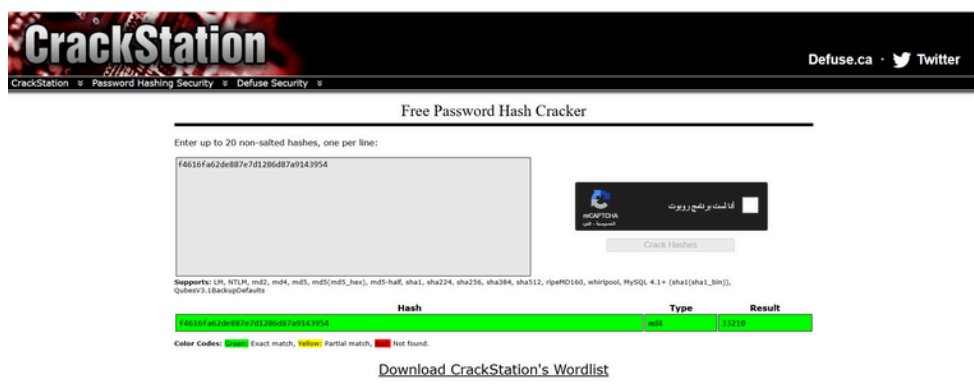 CrackStation
Defuse.ca · Twitter
CrackStation Password Hashing Security Defuse Security
Free Password Hash Cracker
Enter up to 20 non-salted hashes, one per line:
f4616fa62de887e7d1286d87a9143954
أنا لست برنامج روبوت
reCAPTCHA
الخصوصية - البنود
Crack Hashes
Supports: LM, NTLM, md2, md4, md5, md5(md5_hex), md5-half, sha1, sha224, sha256, sha384, sha512, ripeMD160, whirlpool, MySQL 4.1+ (sha1(sha1_bin)),
QubesV3.1BackupDefaults
Hash Type Result
f4616fa62de887e7d1286d87a9143954 md4 33210
Color Codes: Green: Exact match, Yellow: Partial match, Red: Not found.
Download CrackStation's Wordlist